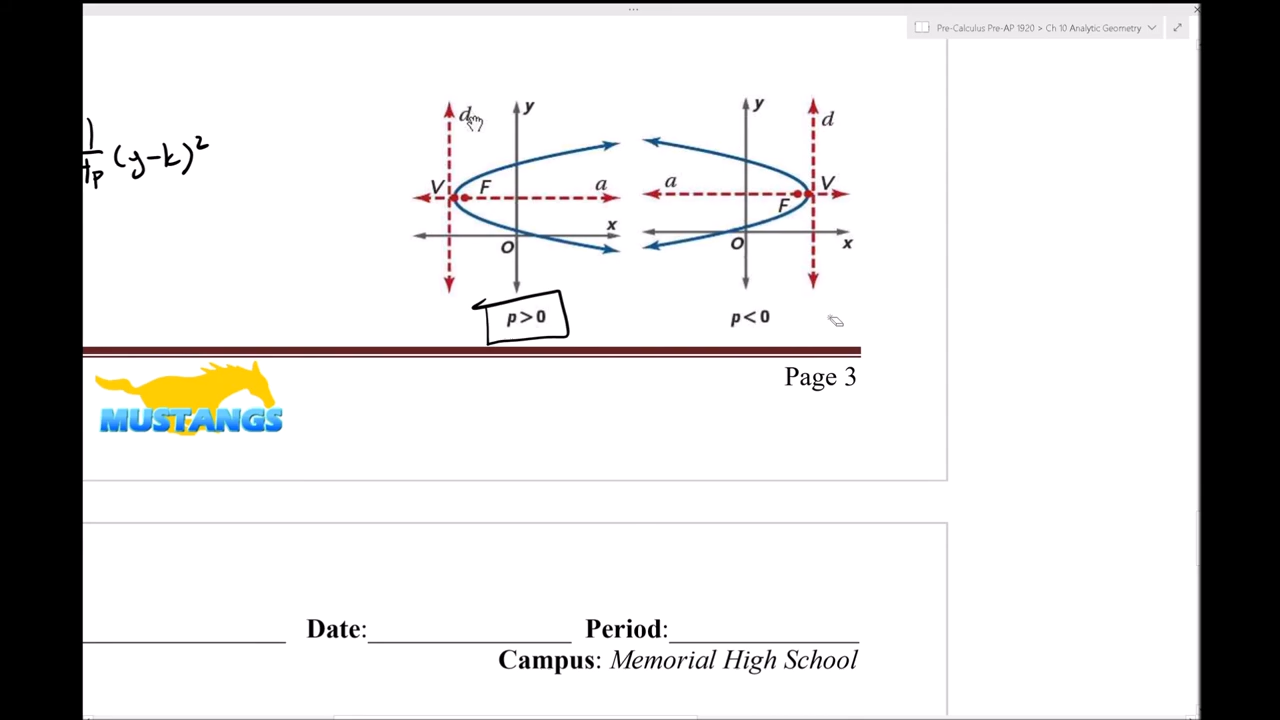 Pre-Calculus Pre-AP 1920 > Ch 10 Analytic Geometry
d y y d
1
4p (y-k)²
V F a a F V
x
O O x
p>0 p<0
Page 3
MUSTANGS
Date: Period:
Campus: Memorial High School